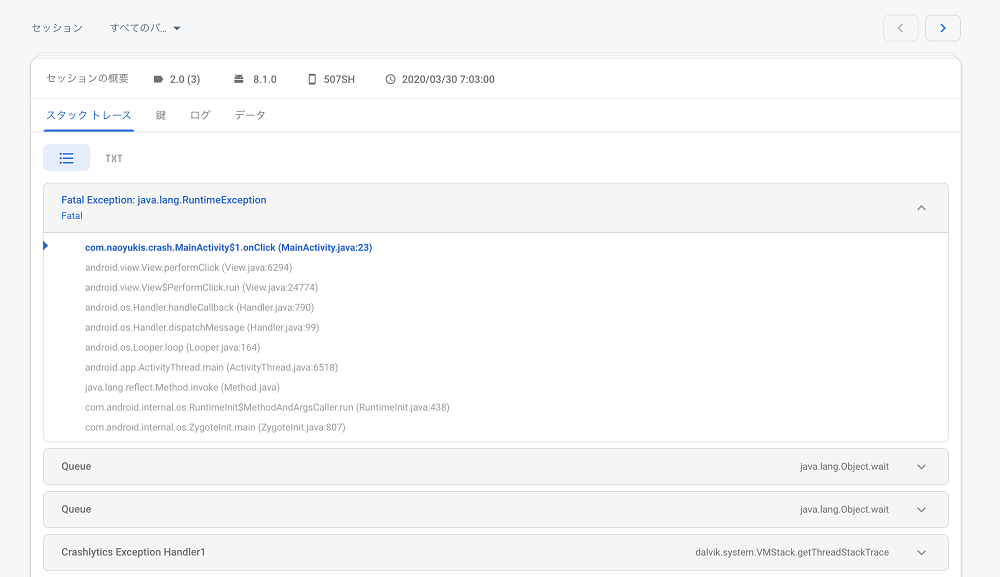 セッション すべてのバ...
セッションの概要 2.0 (3) 8.1.0 507SH 2020/03/30 7:03:00
スタック トレース 鍵 ログ データ
TXT
Fatal Exception: java.lang.RuntimeException
Fatal
com.naoyukis.crash.MainActivity$1.onClick (MainActivity.java:23)
android.view.View.performClick (View.java:6294)
android.view.View$PerformClick.run (View.java:24774)
android.os.Handler.handleCallback (Handler.java:790)
android.os.Handler.dispatchMessage (Handler.java:99)
android.os.Looper.loop (Looper.java:164)
android.app.ActivityThread.main (ActivityThread.java:6518)
java.lang.reflect.Method.invoke (Method.java)
com.android.internal.os.RuntimeInit$MethodAndArgsCaller.run (RuntimeInit.java:438)
com.android.internal.os.ZygoteInit.main (ZygoteInit.java:807)
Queue java.lang.Object.wait
Queue java.lang.Object.wait
Crashlytics Exception Handler1 dalvik.system.VMStack.getThreadStackTrace